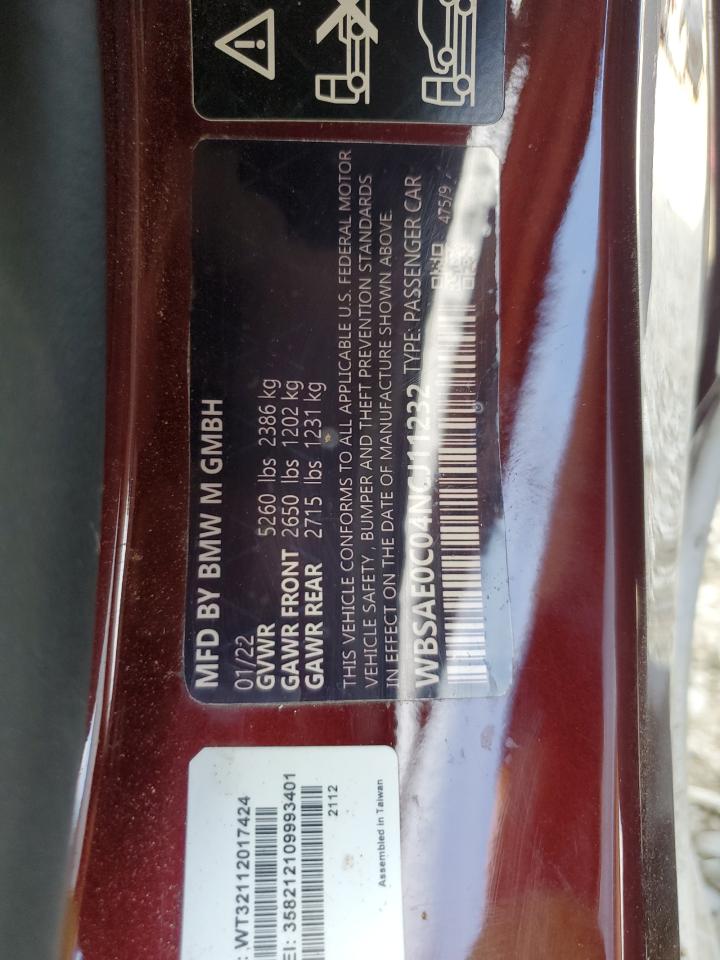 MFD BY BMW M GMBH
01/22
GVWR 5260 lbs 2386 kg
GAWR FRONT 2650 lbs 1202 kg
GAWR REAR 2715 lbs 1231 kg
THIS VEHICLE CONFORMS TO ALL APPLICABLE U.S. FEDERAL MOTOR
VEHICLE SAFETY, BUMPER AND THEFT PREVENTION STANDARDS
IN EFFECT ON THE DATE OF MANUFACTURE SHOWN ABOVE.
WBSAE0C04NCJ11232 TYPE: PASSENGER CAR
475/9
: WT32112017424
EI: 358212109993401
2112
Assembled in Taiwan